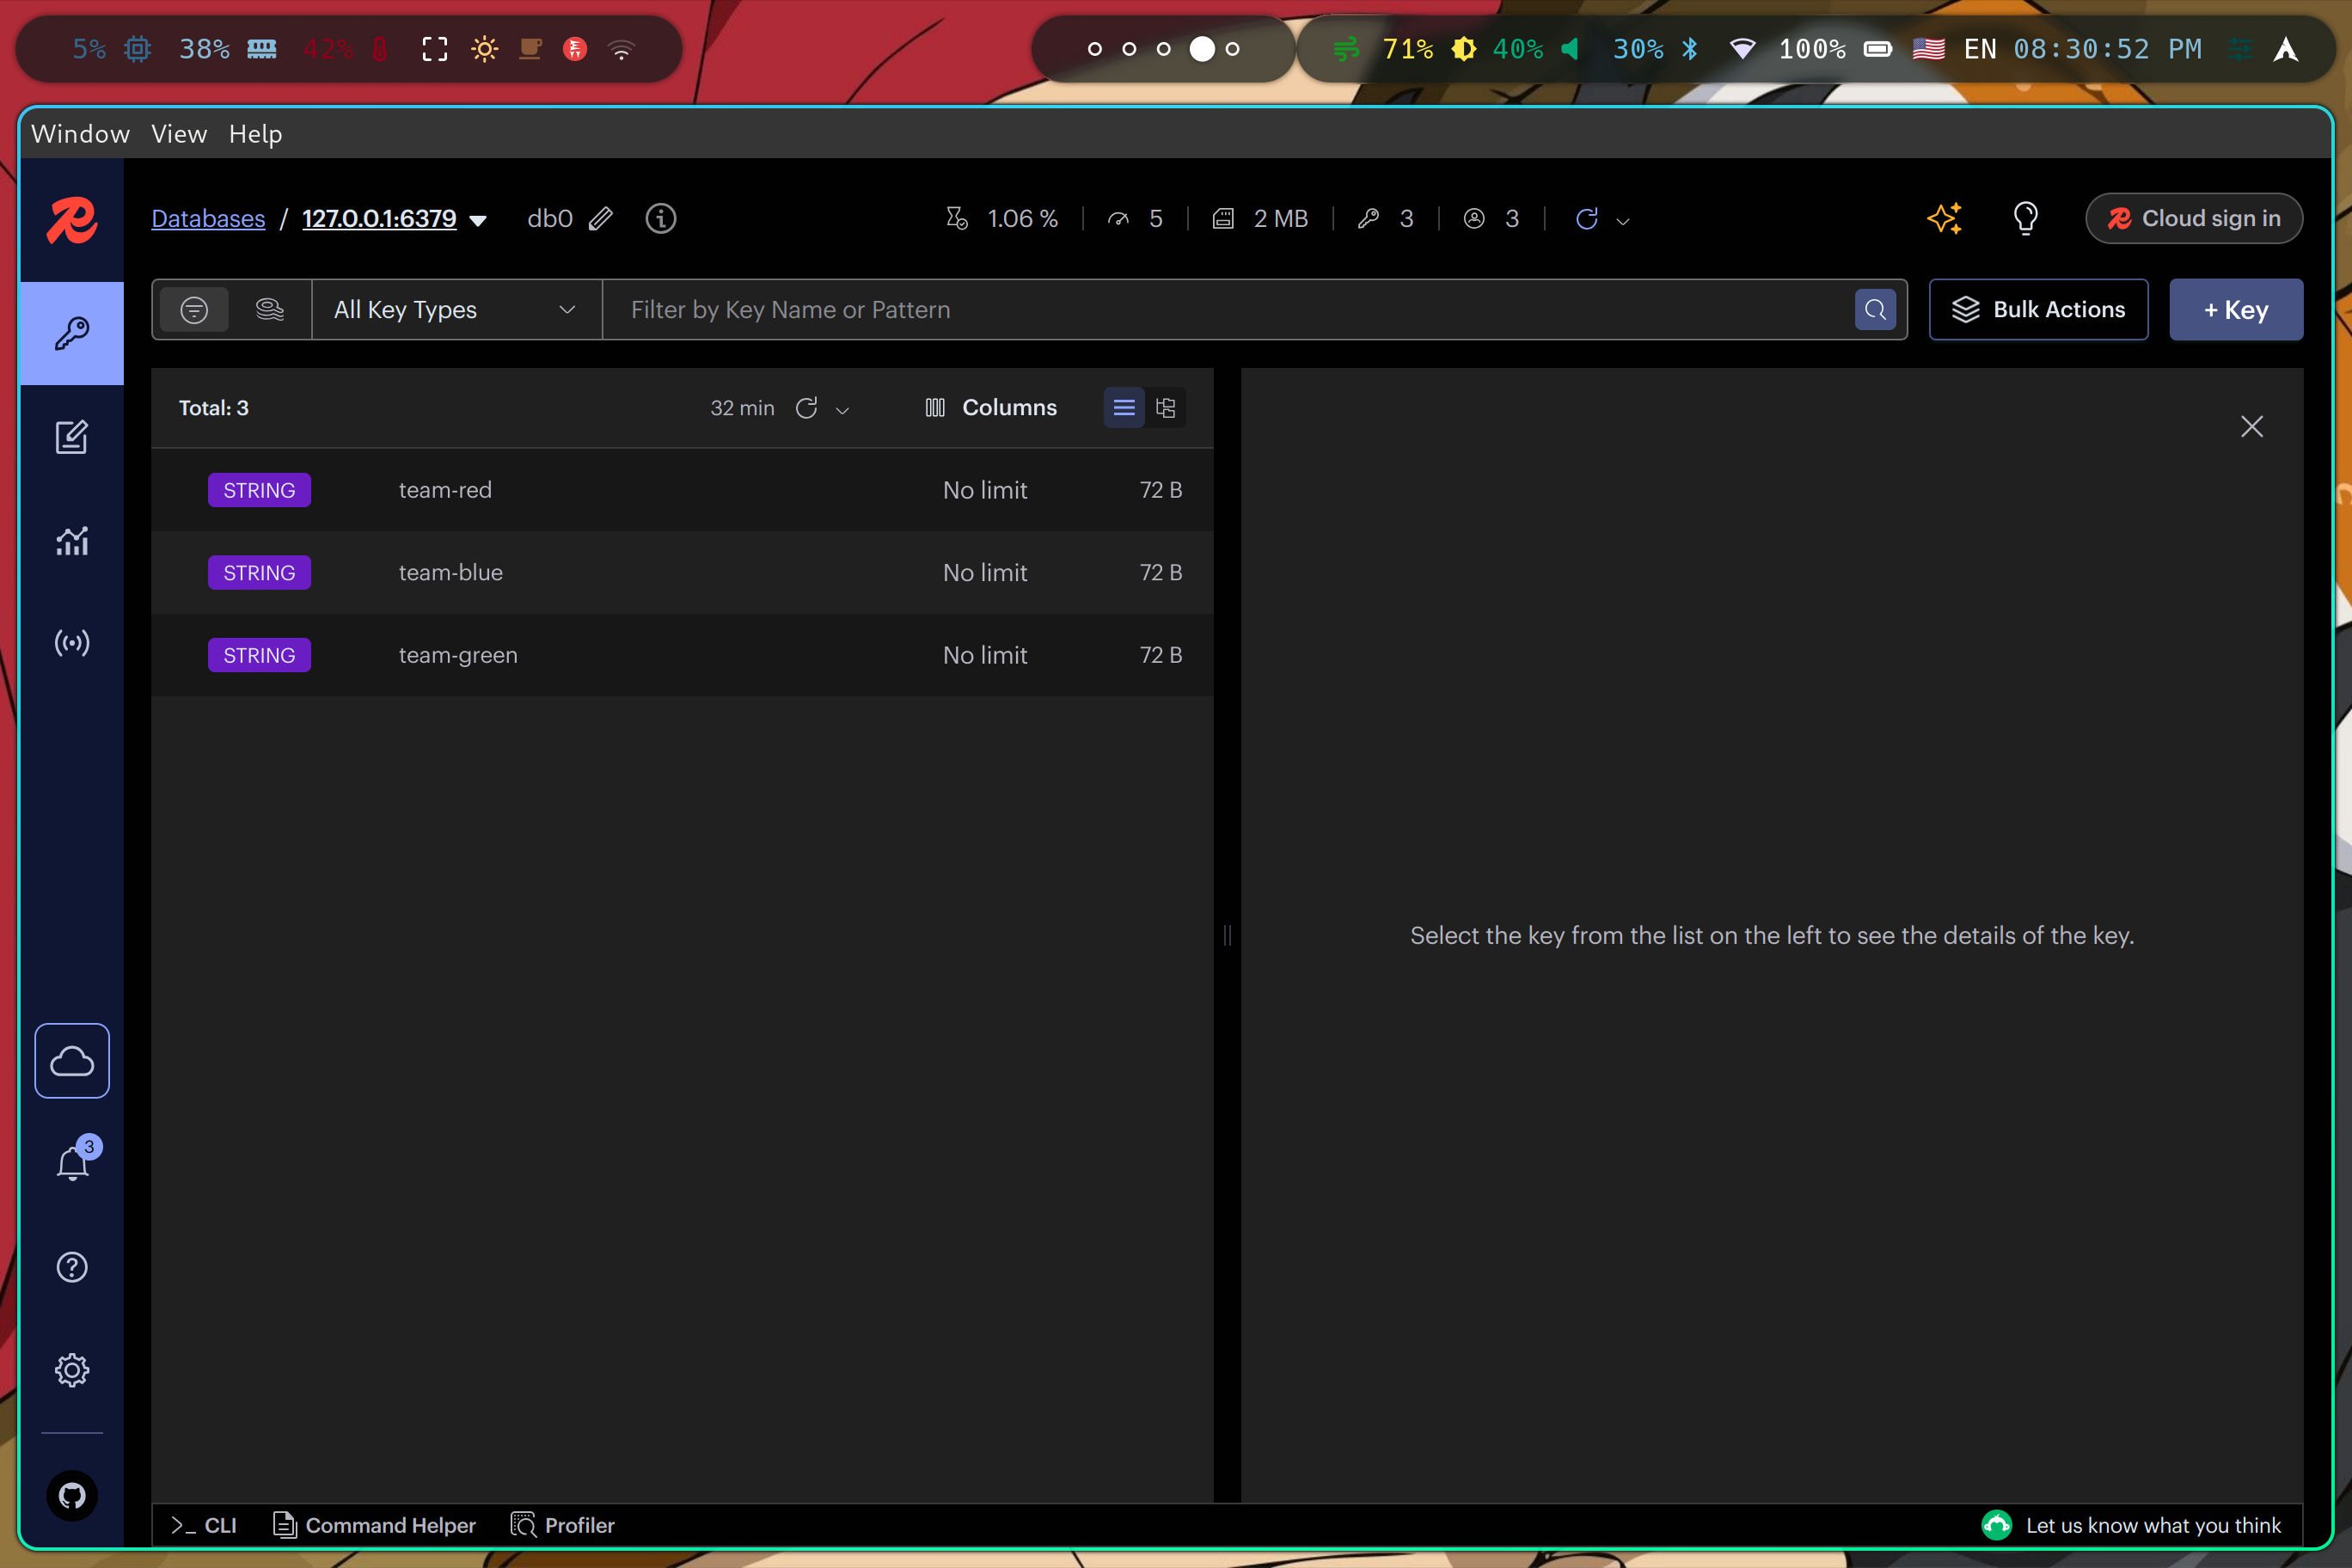 5% 38% 42% 71% 40% 30% 100% EN 08:30:52 PM
Window View Help
Databases / 127.0.0.1:6379 db0 1.06 % 5 2 MB 3 3 Cloud sign in
All Key Types Filter by Key Name or Pattern Bulk Actions + Key
Total: 3 32 min Columns
STRING team-red No limit 72 B
STRING team-blue No limit 72 B
STRING team-green No limit 72 B
Select the key from the list on the left to see the details of the key.
3
>_ CLI Command Helper Profiler Let us know what you think